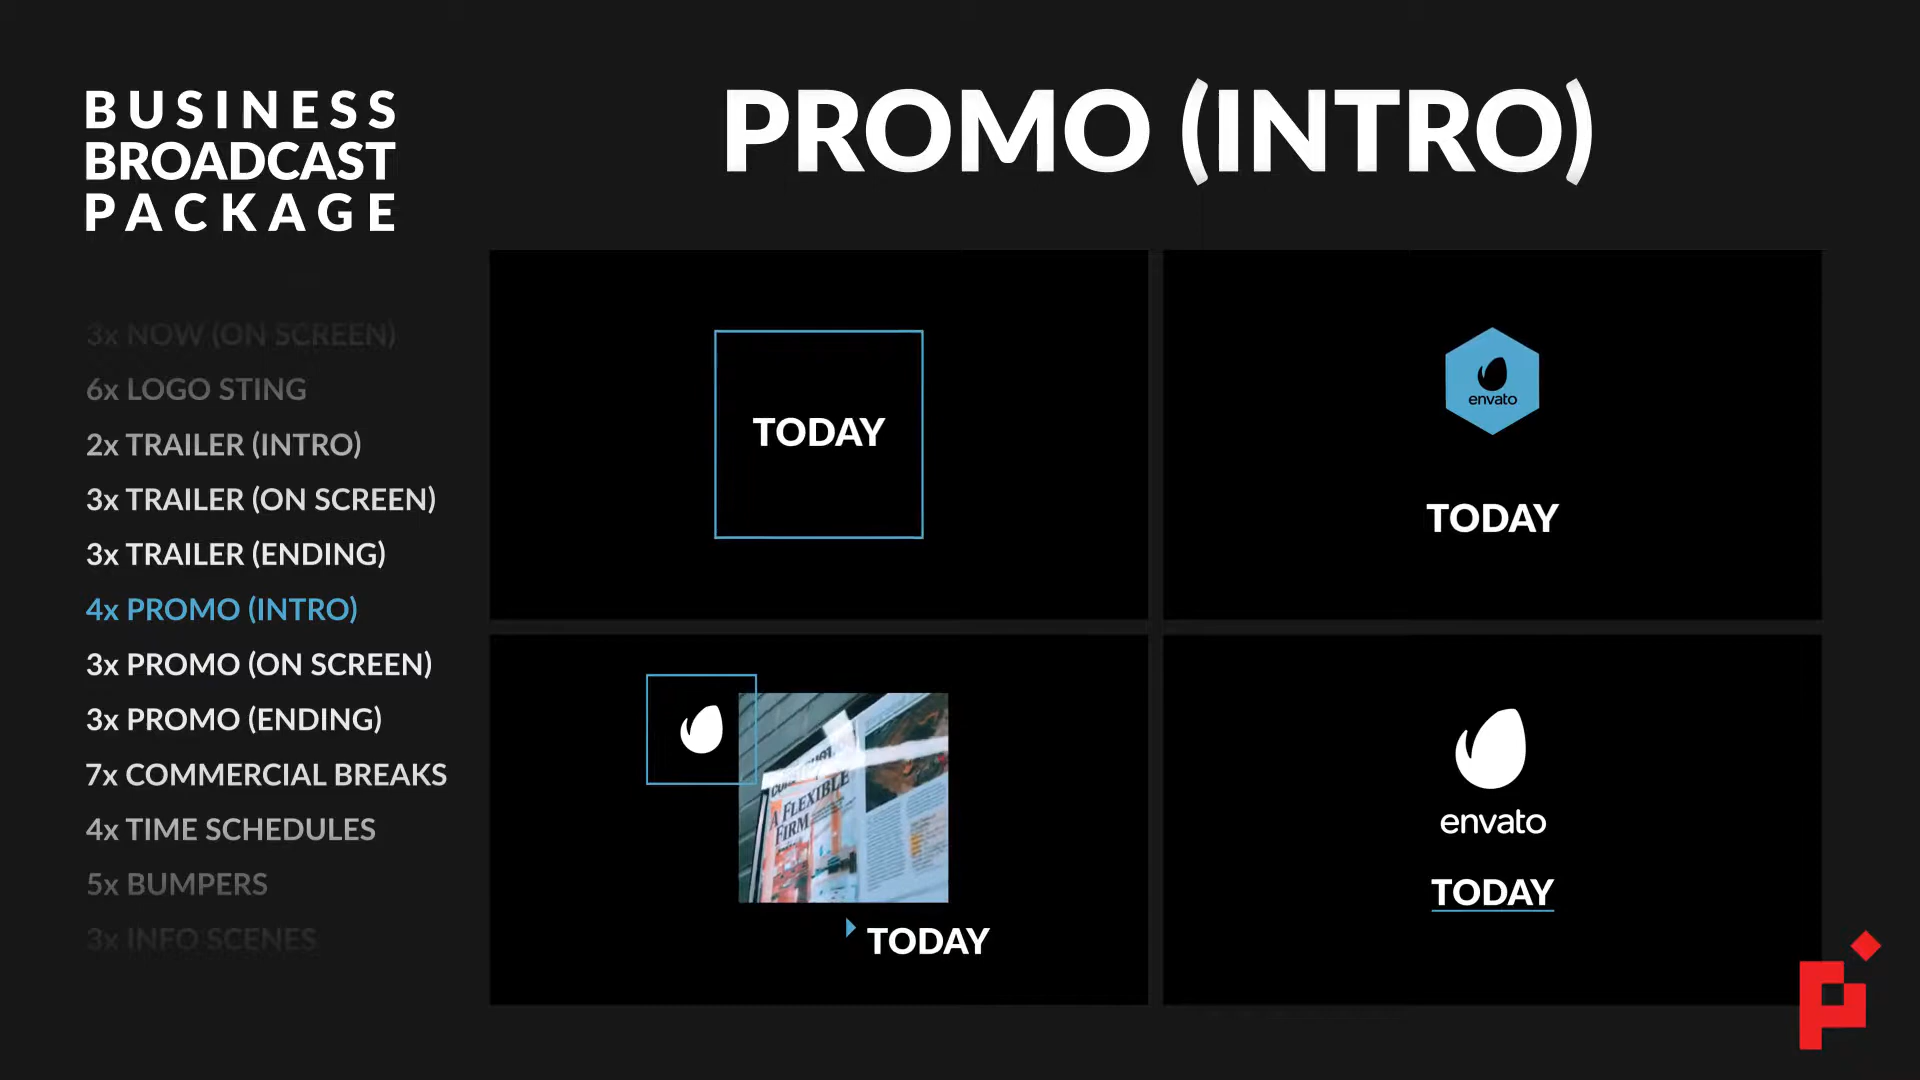 BUSINESS
BROADCAST
PACKAGE
PROMO (INTRO)
3x NOW (ON SCREEN)
6x LOGO STING
2x TRAILER (INTRO)
3x TRAILER (ON SCREEN)
3x TRAILER (ENDING)
4x PROMO (INTRO)
3x PROMO (ON SCREEN)
3x PROMO (ENDING)
7x COMMERCIAL BREAKS
4x TIME SCHEDULES
5x BUMPERS
3x INFO SCENES
TODAY
envato
TODAY
A FLEXIBLE
FIRM
TODAY
envato
TODAY